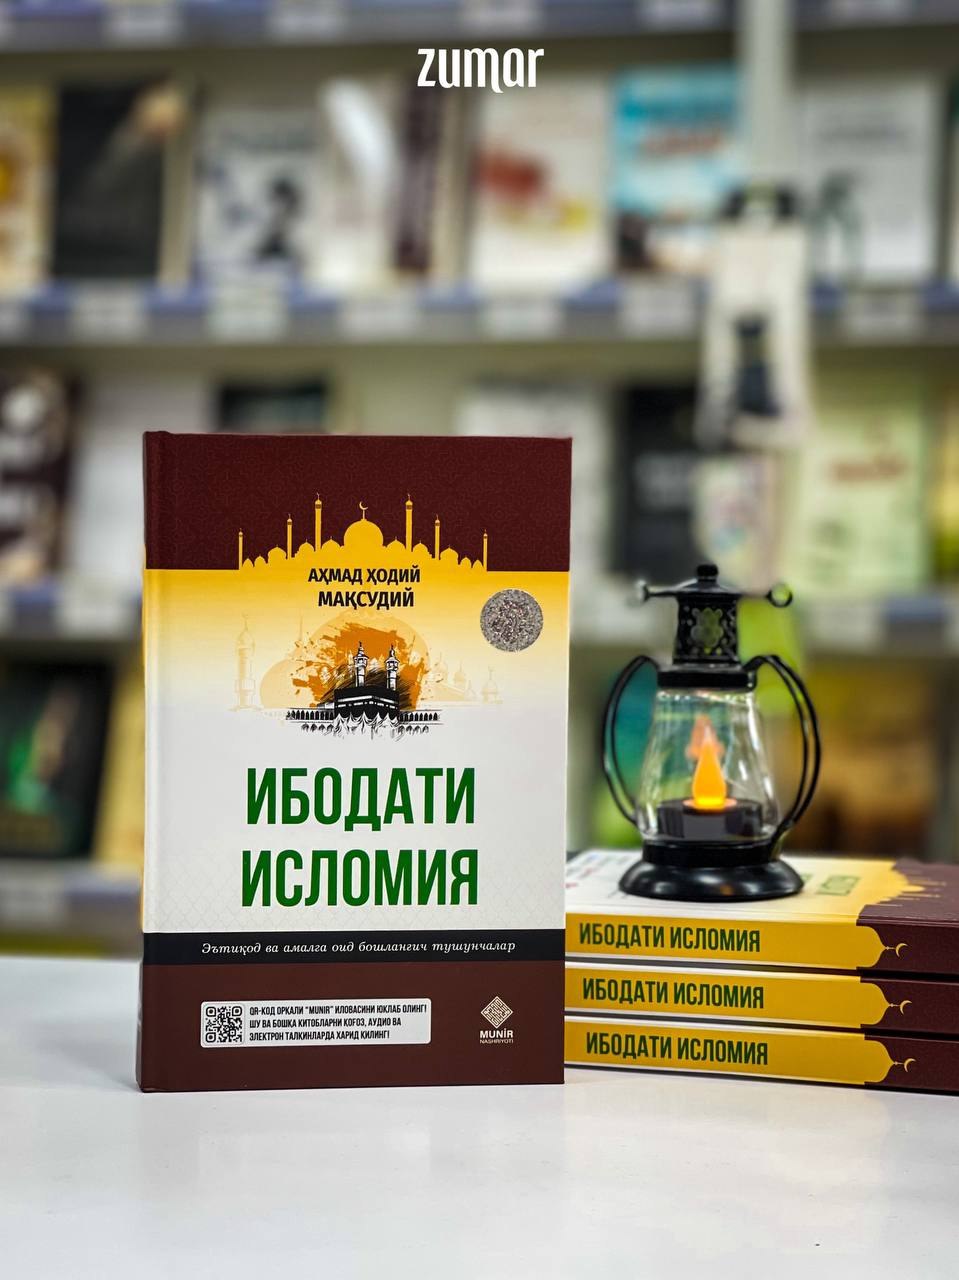 zumar
АҲМАД ҲОДИЙ
МАҚСУДИЙ
ИБОДАТИ
ИСЛОМИЯ
Эътиқод ва амалга оид бошланғич тушунчалар
QR-КОД ОРҚАЛИ "MUNIR" ИЛОВАСИНИ ЮКЛАБ ОЛИНГ!
ШУ ВА БОШҚА КИТОБЛАРНИ ҚОҒОЗ, АУДИО ВА
ЭЛЕКТРОН ТАЛҚИНЛАРДА ХАРИД ҚИЛИНГ!
MUNIR
NASHRIYOTI
ИБОДАТИ ИСЛОМИЯ
ИБОДАТИ ИСЛОМИЯ
ИБОДАТИ ИСЛОМИЯ